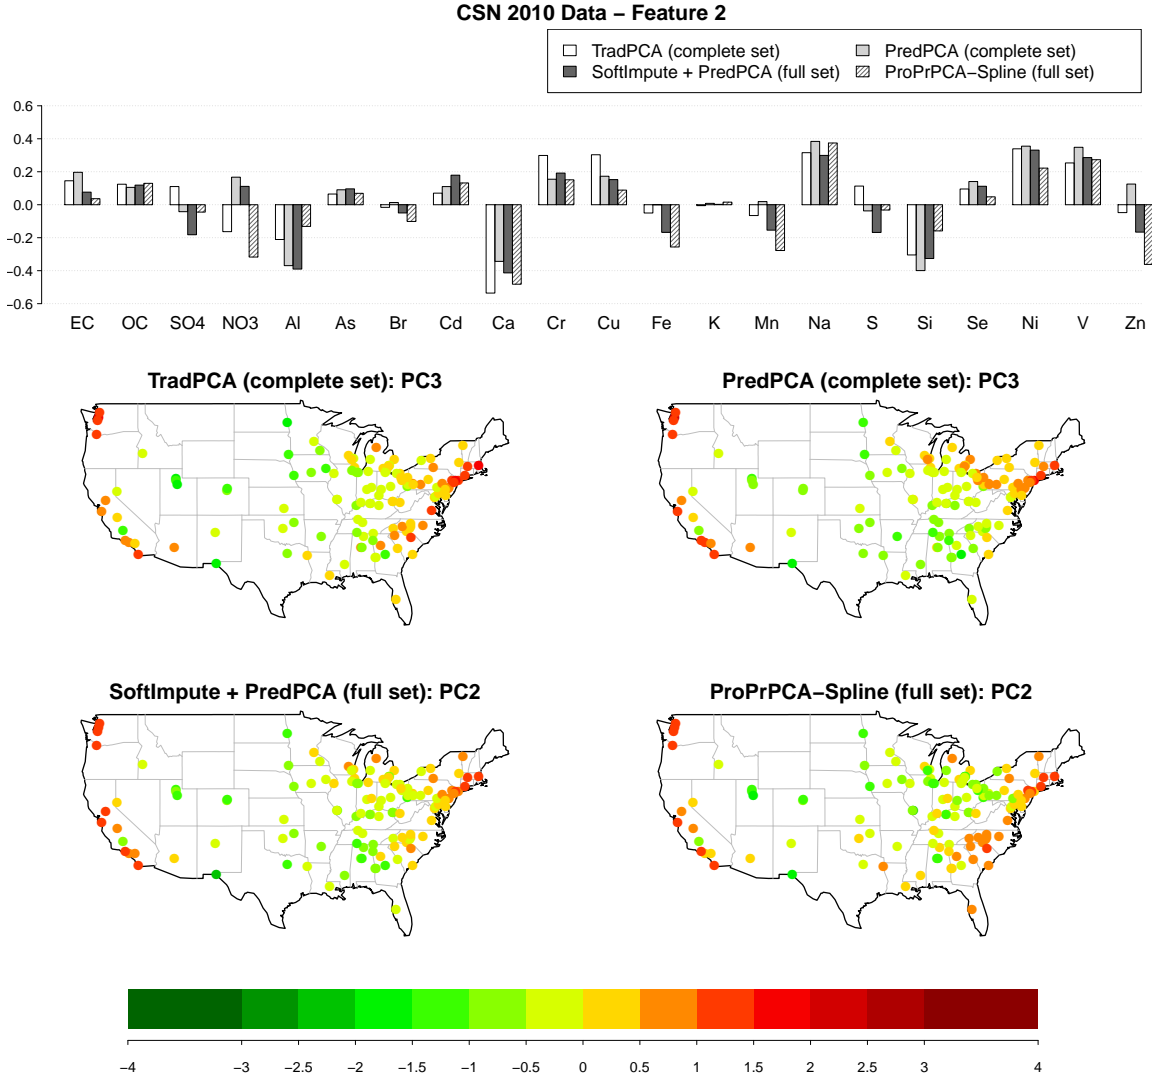 CSN 2010 Data − Feature 2
TradPCA (complete set) PredPCA (complete set)
SoftImpute + PredPCA (full set) ProPrPCA−Spline (full set)
0.6
0.4
0.2
0.0
−0.2
−0.4
−0.6
EC OC SO4 NO3 Al As Br Cd Ca Cr Cu Fe K Mn Na S Si Se Ni V Zn
TradPCA (complete set): PC3 PredPCA (complete set): PC3
SoftImpute + PredPCA (full set): PC2 ProPrPCA−Spline (full set): PC2
−4 −3 −2.5 −2 −1.5 −1 −0.5 0 0.5 1 1.5 2 2.5 3 4